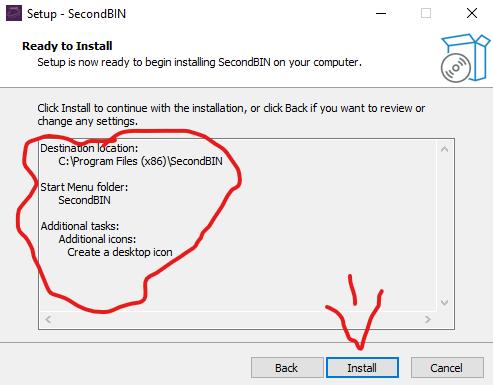 Setup - SecondBIN
Ready to Install
Setup is now ready to begin installing SecondBIN on your computer.
Click Install to continue with the installation, or click Back if you want to review or
change any settings.
Destination location:
C:\Program Files (x86)\SecondBIN
Start Menu folder:
SecondBIN
Additional tasks:
Additional icons:
Create a desktop icon
Back
Install
Cancel